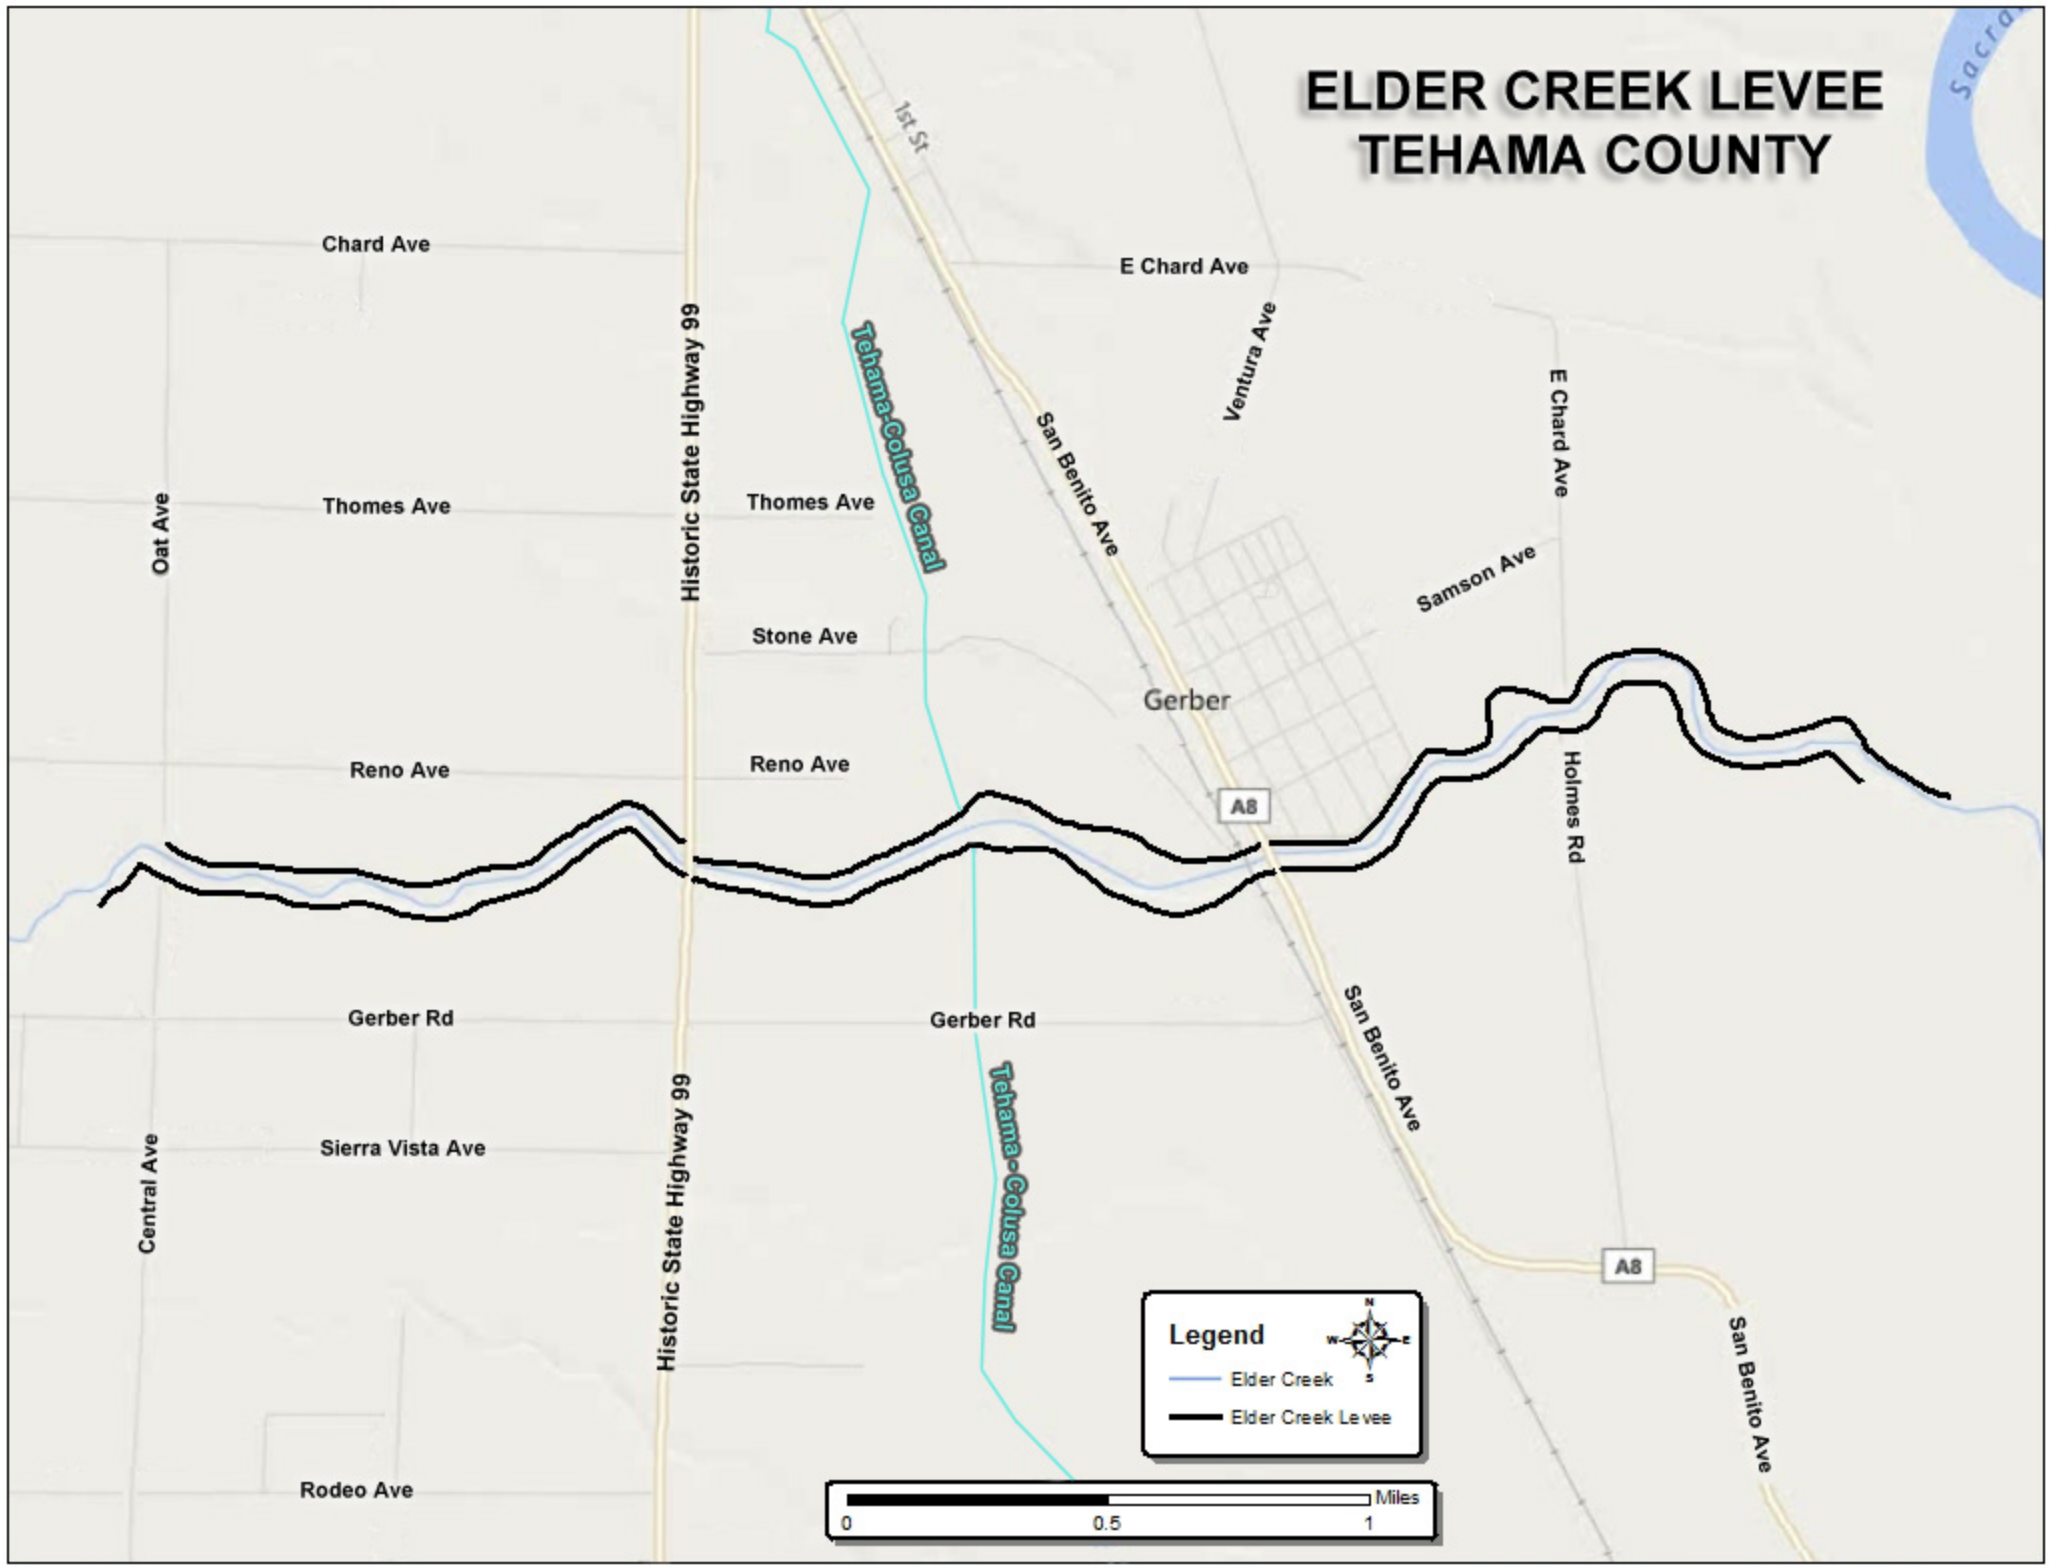 ELDER CREEK LEVEE
TEHAMA COUNTY
1st St
Chard Ave
E Chard Ave
Historic State Highway 99
Tehama-Colusa Canal
Ventura Ave
E Chard Ave
San Benito Ave
Oat Ave
Thomes Ave
Thomes Ave
Samson Ave
Stone Ave
Gerber
Reno Ave
Reno Ave
A8
Holmes Rd
Gerber Rd
Gerber Rd
San Benito Ave
Central Ave
Sierra Vista Ave
Historic State Highway 99
Tehama-Colusa Canal
A8
San Benito Ave
Rodeo Ave
Legend
N
W
E
S
Elder Creek
Elder Creek Levee
Miles
0
0.5
1